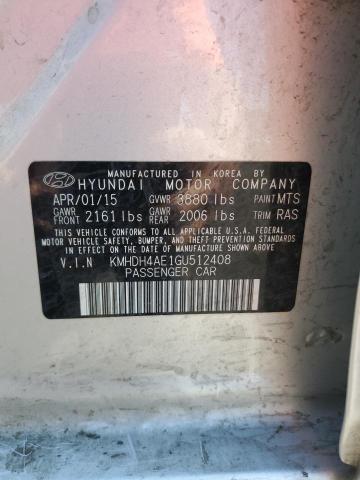 MANUFACTURED IN KOREA BY
HYUNDAI MOTOR COMPANY
APR/01/15 GVWR 3880 lbs PAINT MTS
GAWR FRONT 2161 lbs GAWR REAR 2006 lbs TRIM RAS
THIS VEHICLE CONFORMS TO ALL APPLICABLE U.S.A. FEDERAL
MOTOR VEHICLE SAFETY, BUMPER, AND THEFT PREVENTION
STANDARDS IN EFFECT ON THE DATE OF MANUFACTURE SHOWN ABOVE.
V.I.N KMHDH4AE1GU512408
PASSENGER CAR